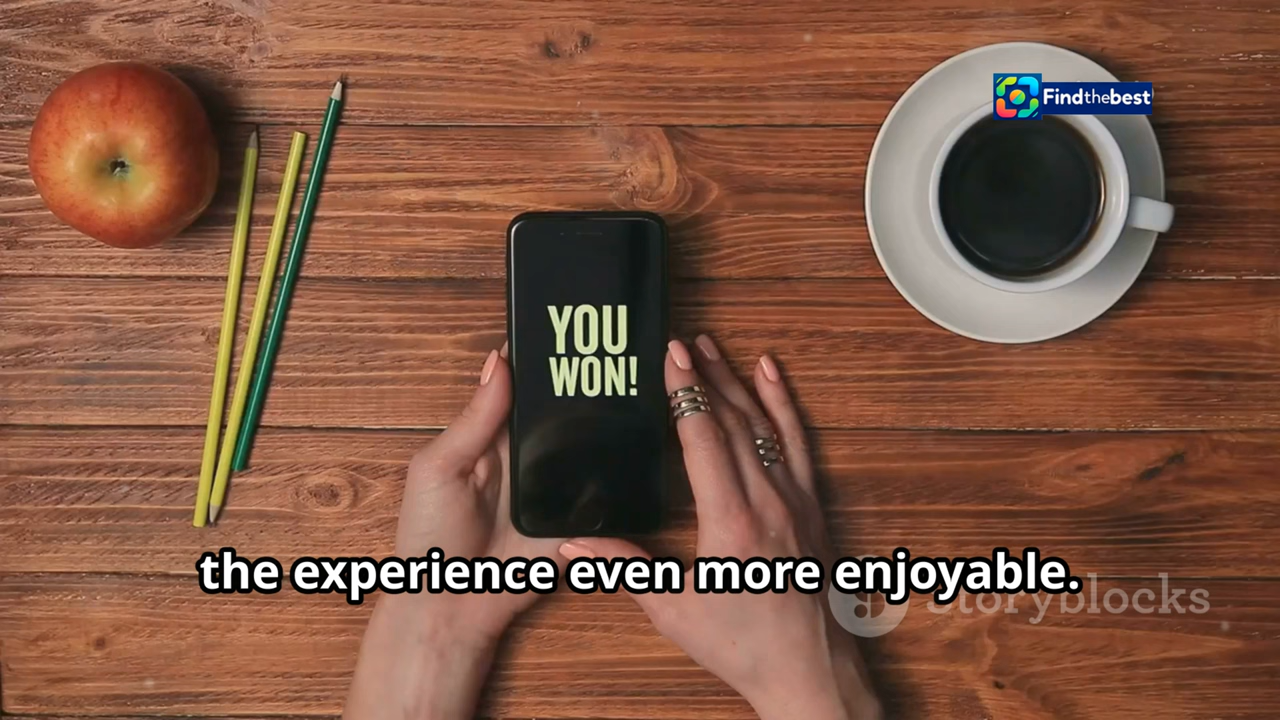 Findthebest
YOU
WON!
the experience even more enjoyable.
Storyblocks